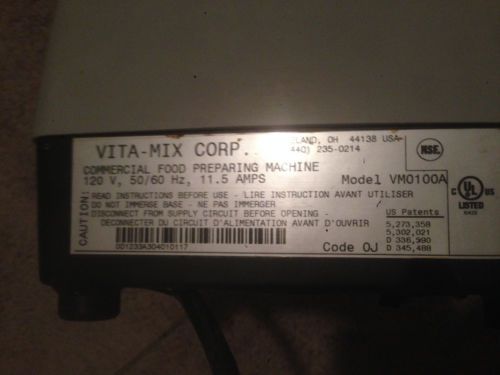 VITA-MIX CORP.
LAND, OH 44138 USA
440) 235-0214
NSF.
COMMERCIAL FOOD PREPARING MACHINE
120 V, 50/60 Hz, 11.5 AMPS
Model VM0100A
CAUTION:
READ INSTRUCTIONS BEFORE USE - LIRE INSTRUCTION AVANT UTILISER
DO NOT IMMERSE BASE - NE PAS IMMERGER
DISCONNECT FROM SUPPLY CIRCUIT BEFORE OPENING -
DECONNECTER DU CIRCUIT D'ALIMENTATION AVANT D'OUVRIR
C UL US
LISTED
US Patents
5,273,358
5,302,021
D 336,990
D 345,488
Code OJ